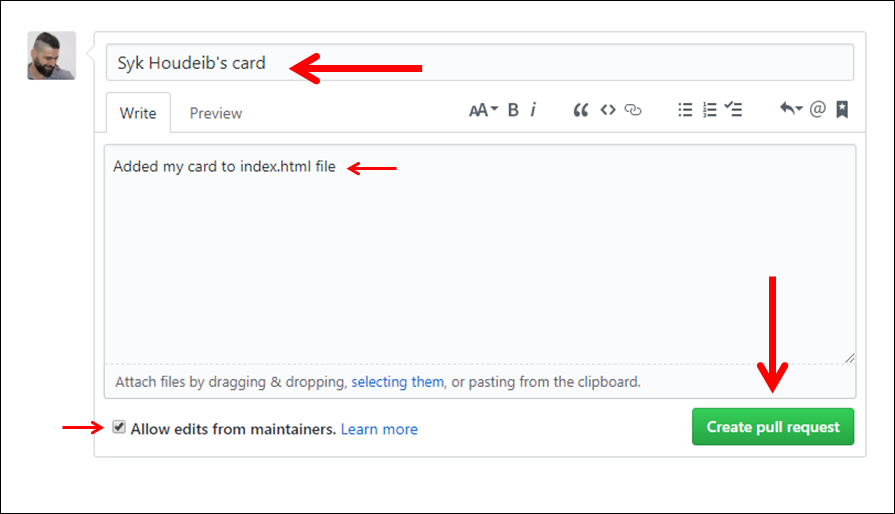 Syk Houdeib's card
Write Preview AA B i @
Added my card to index.html file
Attach files by dragging & dropping, selecting them, or pasting from the clipboard.
Allow edits from maintainers. Learn more
Create pull request